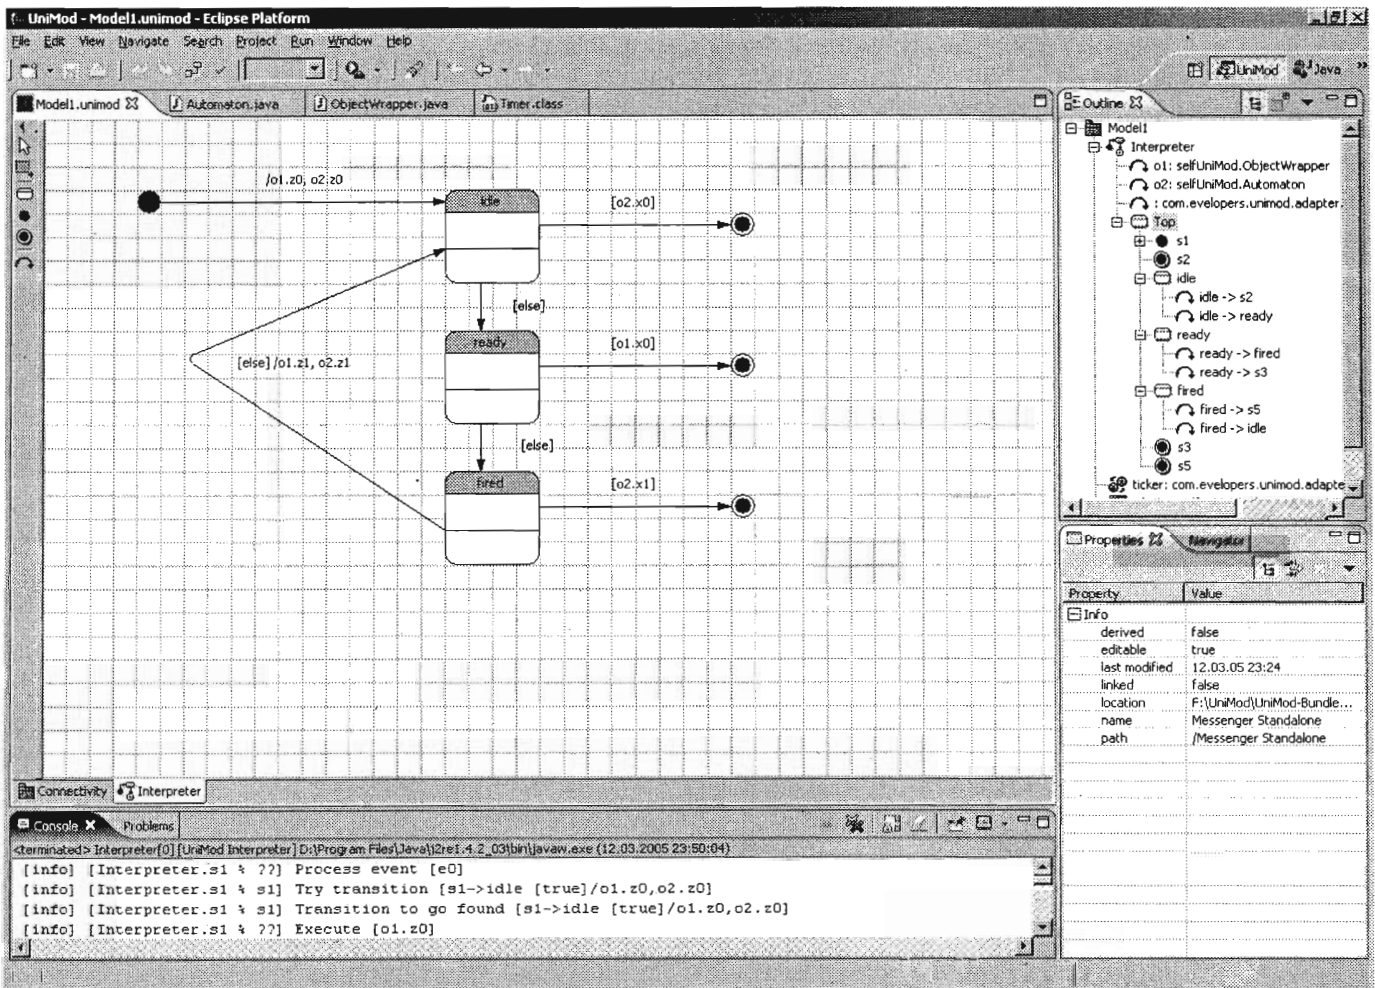 UniMod - Model1.unimod - Eclipse Platform
File Edit View Navigate Search Project Run Window Help
UniMod Java »
Model1.unimod Automaton.java ObjectWrapper.java Timer.class
/o1.z0, o2.z0
idle
[o2.x0]
[else]
ready
[o1.x0]
[else]/o1.z1, o2.z1
[else]
fired
[o2.x1]
Connectivity Interpreter
Outline
Model1
Interpreter
o1: selfUniMod.ObjectWrapper
o2: selfUniMod.Automaton
: com.evelopers.unimod.adapter.
Top
s1
s2
idle
idle -> s2
idle -> ready
ready
ready -> fired
ready -> s3
fired
fired -> s5
fired -> idle
s3
s5
ticker: com.evelopers.unimod.adapte
Properties Navigator
Property Value
Info
derived false
editable true
last modified 12.03.05 23:24
linked false
location F:\UniMod\UniMod-Bundle...
name Messenger Standalone
path /Messenger Standalone
Console Problems
<terminated> Interpreter[0] [UniMod Interpreter] D:\Program Files\Java\j2re1.4.2_03\bin\javaw.exe (12.03.2005 23:50:04)
[info] [Interpreter.s1 % ??] Process event [e0]
[info] [Interpreter.s1 % s1] Try transition [s1->idle [true]/o1.z0,o2.z0]
[info] [Interpreter.s1 % s1] Transition to go found [s1->idle [true]/o1.z0,o2.z0]
[info] [Interpreter.s1 % ??] Execute [o1.z0]